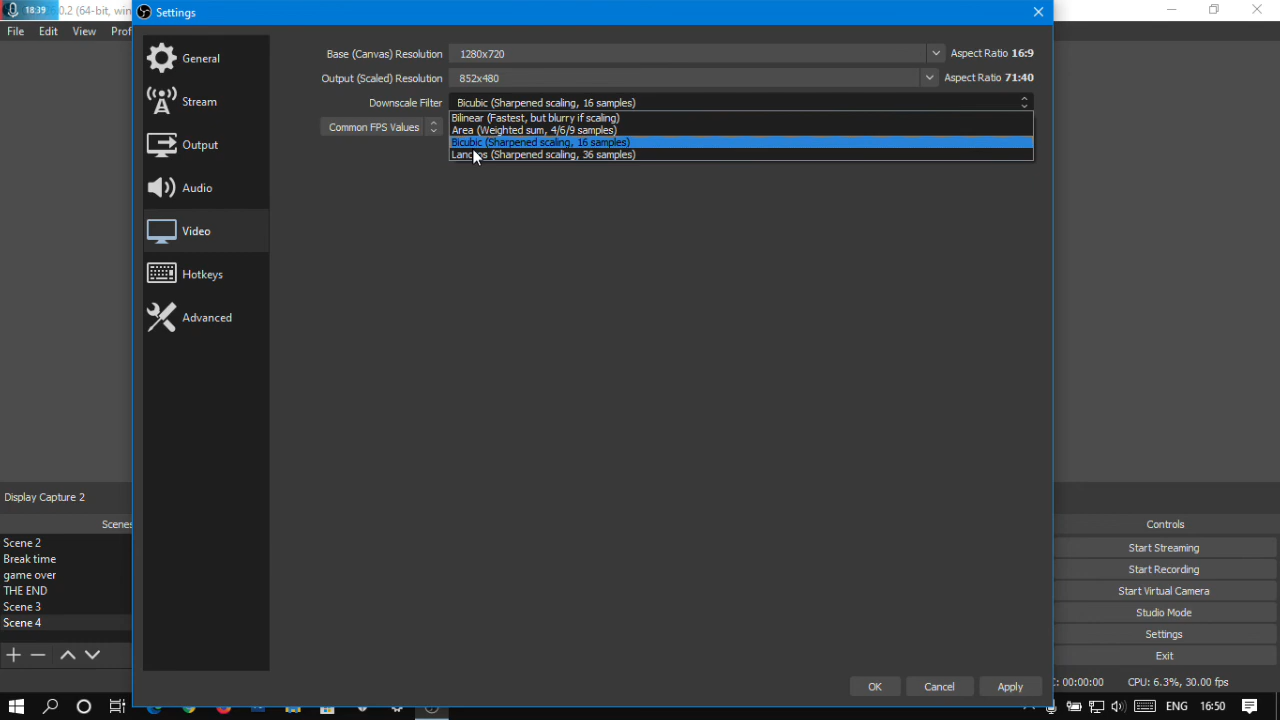 18:39
0.2 (64-bit, win
Settings
File Edit View Prof
General
Stream
Output
Audio
Video
Hotkeys
Advanced
Base (Canvas) Resolution 1280x720 Aspect Ratio 16:9
Output (Scaled) Resolution 852x480 Aspect Ratio 71:40
Downscale Filter Bicubic (Sharpened scaling, 16 samples)
Common FPS Values
Bilinear (Fastest, but blurry if scaling)
Area (Weighted sum, 4/6/9 samples)
Bicubic (Sharpened scaling, 16 samples)
Lanczos (Sharpened scaling, 36 samples)
Display Capture 2
Scenes
Scene 2
Break time
game over
THE END
Scene 3
Scene 4
Controls
Start Streaming
Start Recording
Start Virtual Camera
Studio Mode
Settings
Exit
OK Cancel Apply
: 00:00:00 CPU: 6.3%, 30.00 fps
ENG 16:50